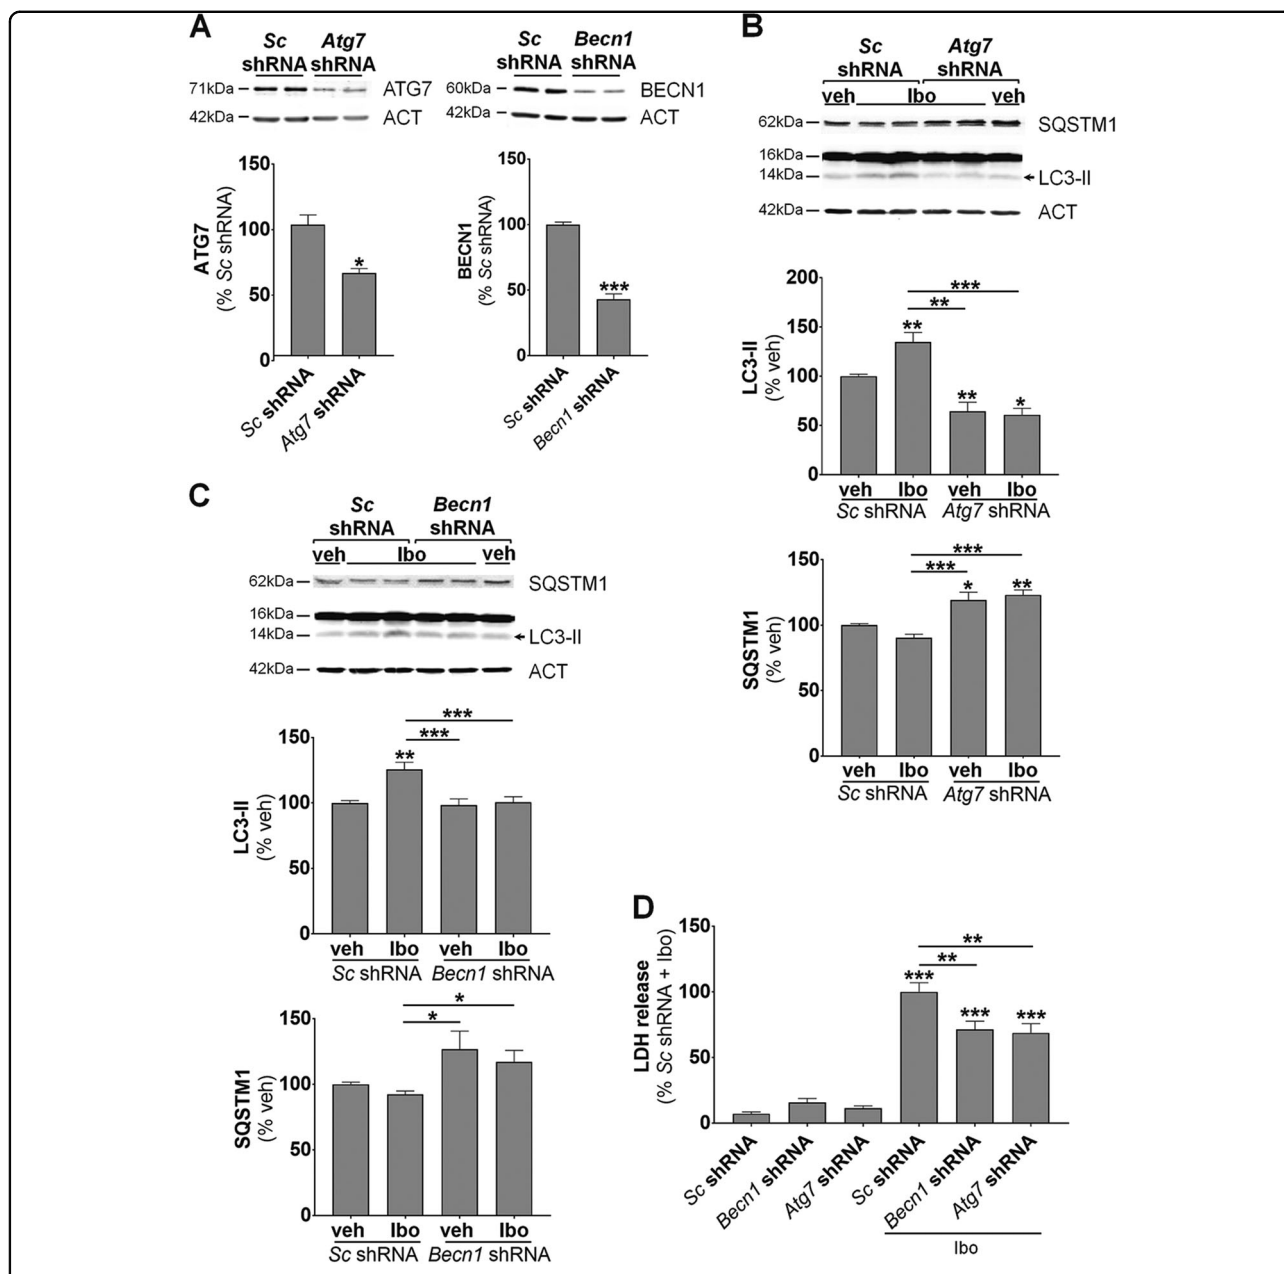 A
Sc shRNA Atg7 shRNA
71kDa ATG7
42kDa ACT
150
100
50
0
ATG7
(% Sc shRNA)
*
Sc shRNA
Atg7 shRNA
Sc shRNA Becn1 shRNA
60kDa BECN1
42kDa ACT
150
100
50
0
BECN1
(% Sc shRNA)
***
Sc shRNA
Becn1 shRNA
B
Sc shRNA Atg7 shRNA
veh Ibo veh
62kDa SQSTM1
16kDa
14kDa LC3-II
42kDa ACT
200
150
100
50
0
LC3-II
(% veh)
***
**
** ** *
veh Ibo veh Ibo
Sc shRNA Atg7 shRNA
150
100
50
0
SQSTM1
(% veh)
***
***
* **
veh Ibo veh Ibo
Sc shRNA Atg7 shRNA
C
Sc shRNA Becn1 shRNA
veh Ibo veh
62kDa SQSTM1
16kDa
14kDa LC3-II
42kDa ACT
150
100
50
0
LC3-II
(% veh)
***
***
**
veh Ibo veh Ibo
Sc shRNA Becn1 shRNA
150
100
50
0
SQSTM1
(% veh)
*
*
veh Ibo veh Ibo
Sc shRNA Becn1 shRNA
D
150
100
50
0
LDH release
(% Sc shRNA + Ibo)
**
**
*** *** ***
Sc shRNA
Becn1 shRNA
Atg7 shRNA
Sc shRNA
Becn1 shRNA
Atg7 shRNA
Ibo